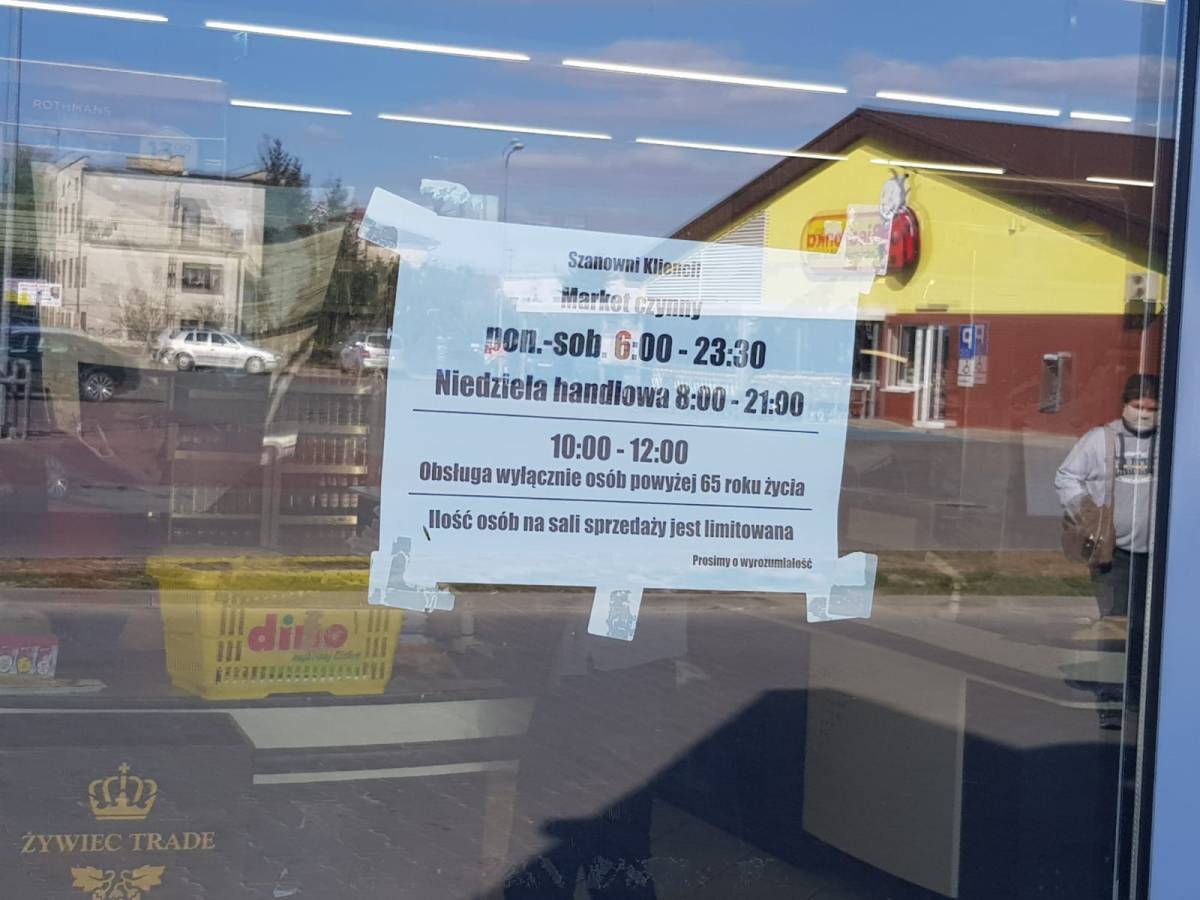 ROTHMANS
Szanowni Kliencii
Market czynny
pon.-sob. 6:00 - 23:30
Niedziela handlowa 8:00 - 21:00
10:00 - 12:00
Obsługa wyłącznie osób powyżej 65 roku życia
Ilość osób na sali sprzedaży jest limitowana
Prosimy o wyrozumiałość
dino
ŻYWIEC TRADE